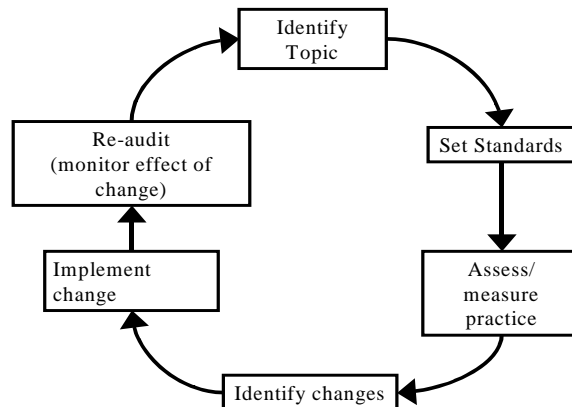 Identify
Topic
Set Standards
Assess/
measure
practice
Identify changes
Implement
change
Re-audit
(monitor effect of
change)